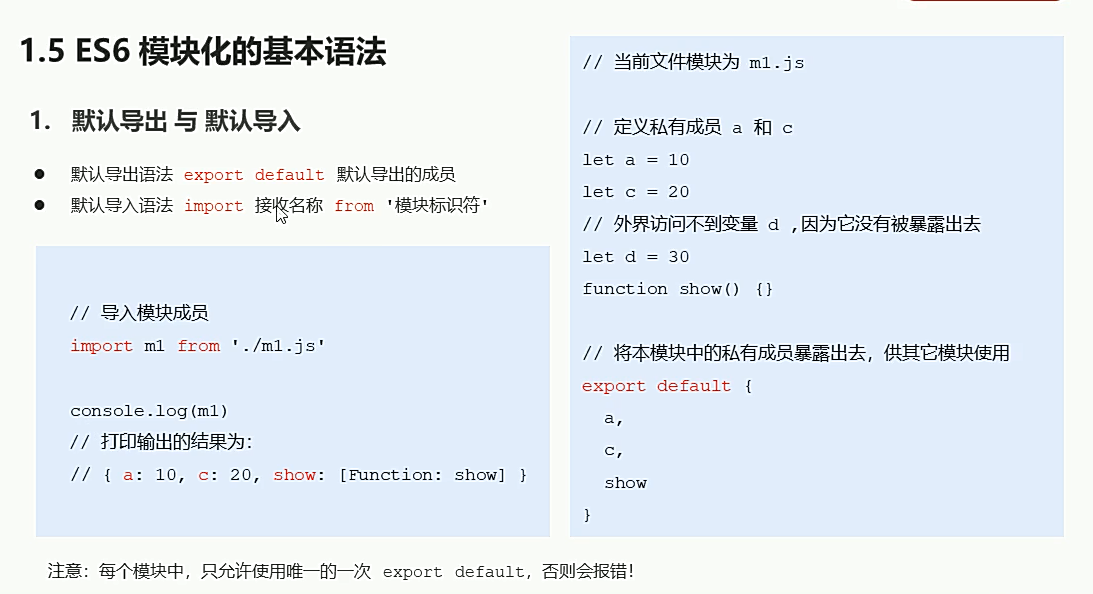 1.5 ES6 模块化的基本语法
1. 默认导出 与 默认导入
● 默认导出语法 export default 默认导出的成员
● 默认导入语法 import 接收名称 from '模块标识符'
// 导入模块成员
import m1 from './m1.js'
console.log(m1)
// 打印输出的结果为：
// { a: 10, c: 20, show: [Function: show] }
// 当前文件模块为 m1.js
// 定义私有成员 a 和 c
let a = 10
let c = 20
// 外界访问不到变量 d ,因为它没有被暴露出去
let d = 30
function show() {}
// 将本模块中的私有成员暴露出去，供其它模块使用
export default {
  a,
  c,
  show
}
注意：每个模块中，只允许使用唯一的一次 export default，否则会报错！